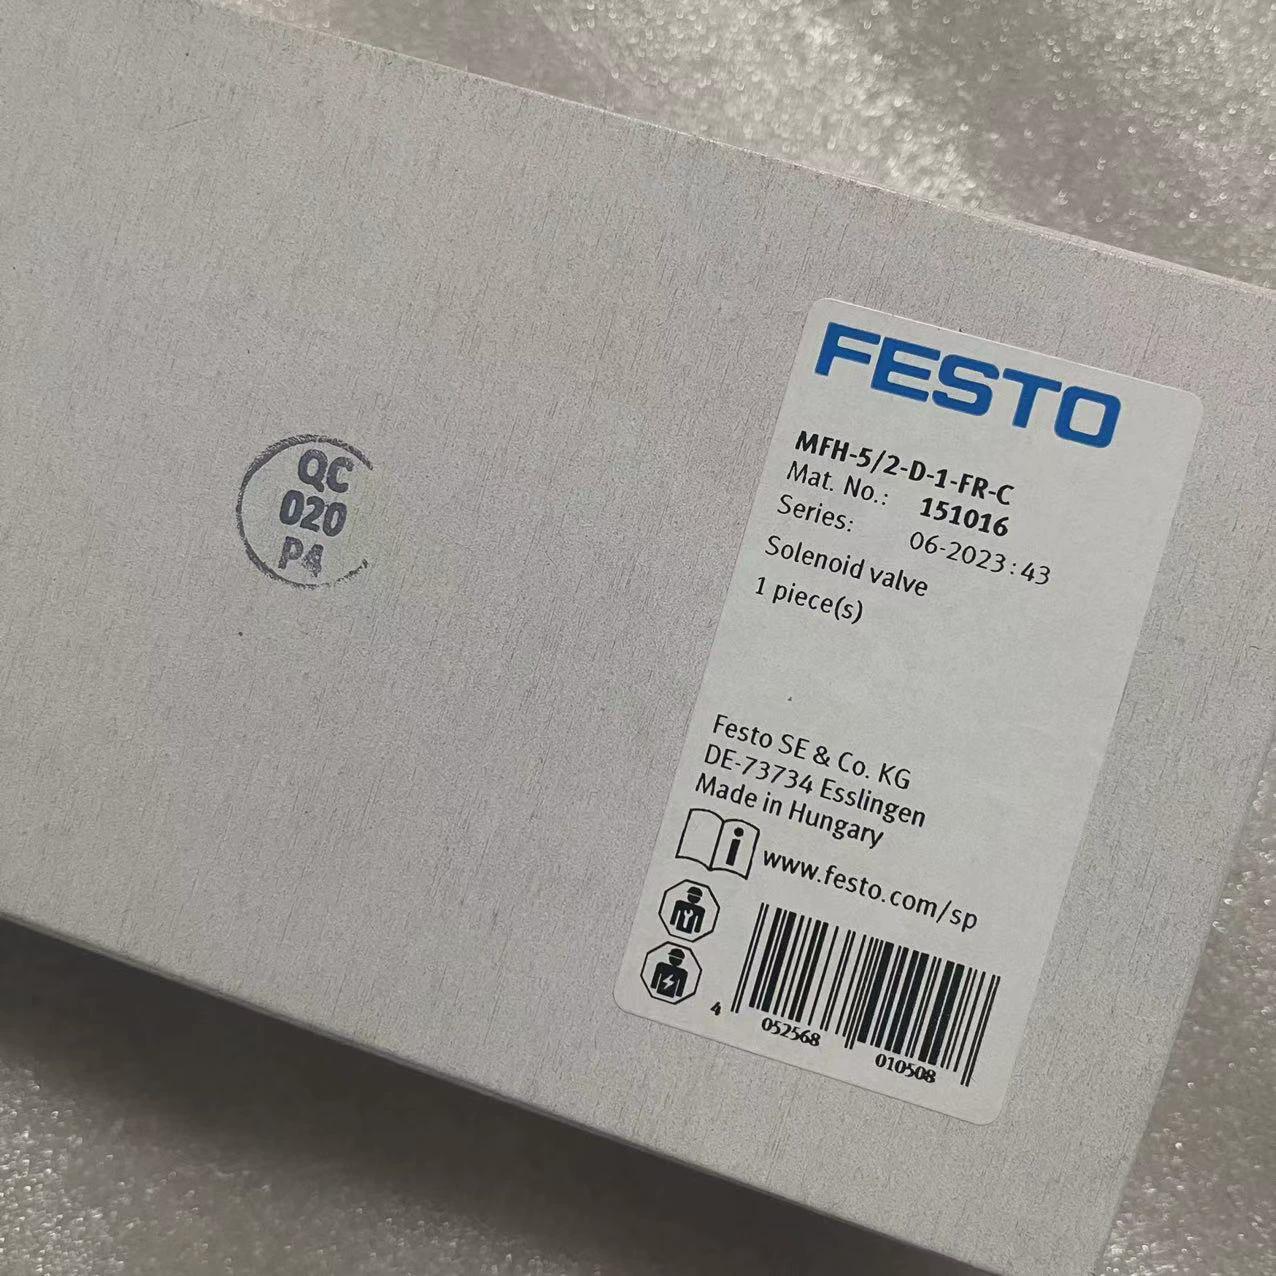 QC
020
P4
FESTO
MFH-5/2-D-1-FR-C
Mat. No.: 151016
Series: 06-2023:43
Solenoid valve
1 piece(s)
Festo SE & Co. KG
DE-73734 Esslingen
Made in Hungary
i www.festo.com/sp
4 052568 010508